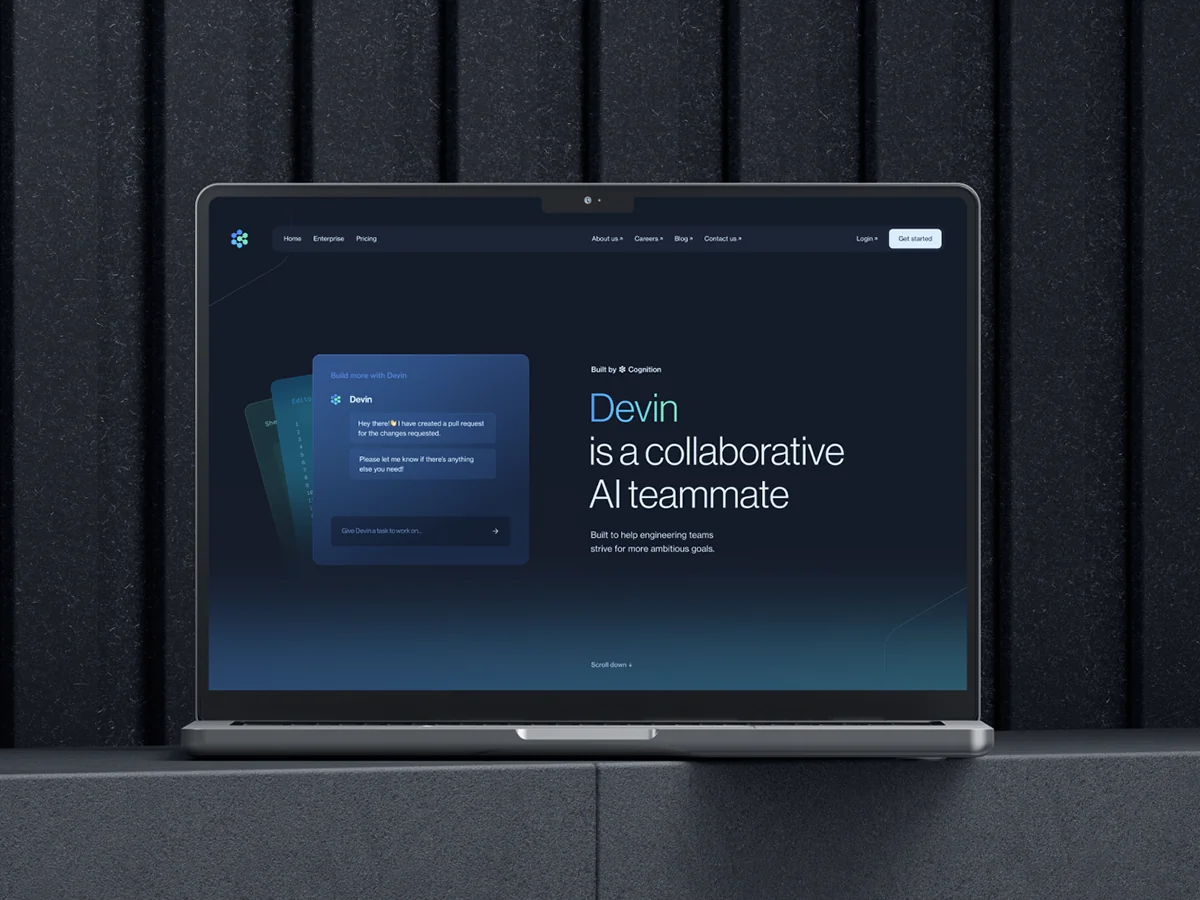 Home Enterprise Pricing About us ↗ Careers ↗ Blog ↗ Contact us ↗ Login ↗ Get started
Build more with Devin
Devin
Hey there!👋 I have created a pull request
for the changes requested.
Please let me know if there's anything
else you need!
Give Devin a task to work on...
Built by Cognition
Devin
is a collaborative
AI teammate
Built to help engineering teams
strive for more ambitious goals.
Scroll down ↓